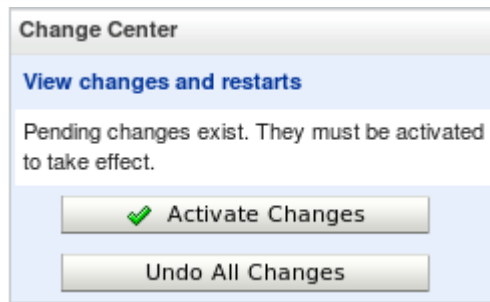 Change Center
View changes and restarts
Pending changes exist. They must be activated
to take effect.
Activate Changes
Undo All Changes